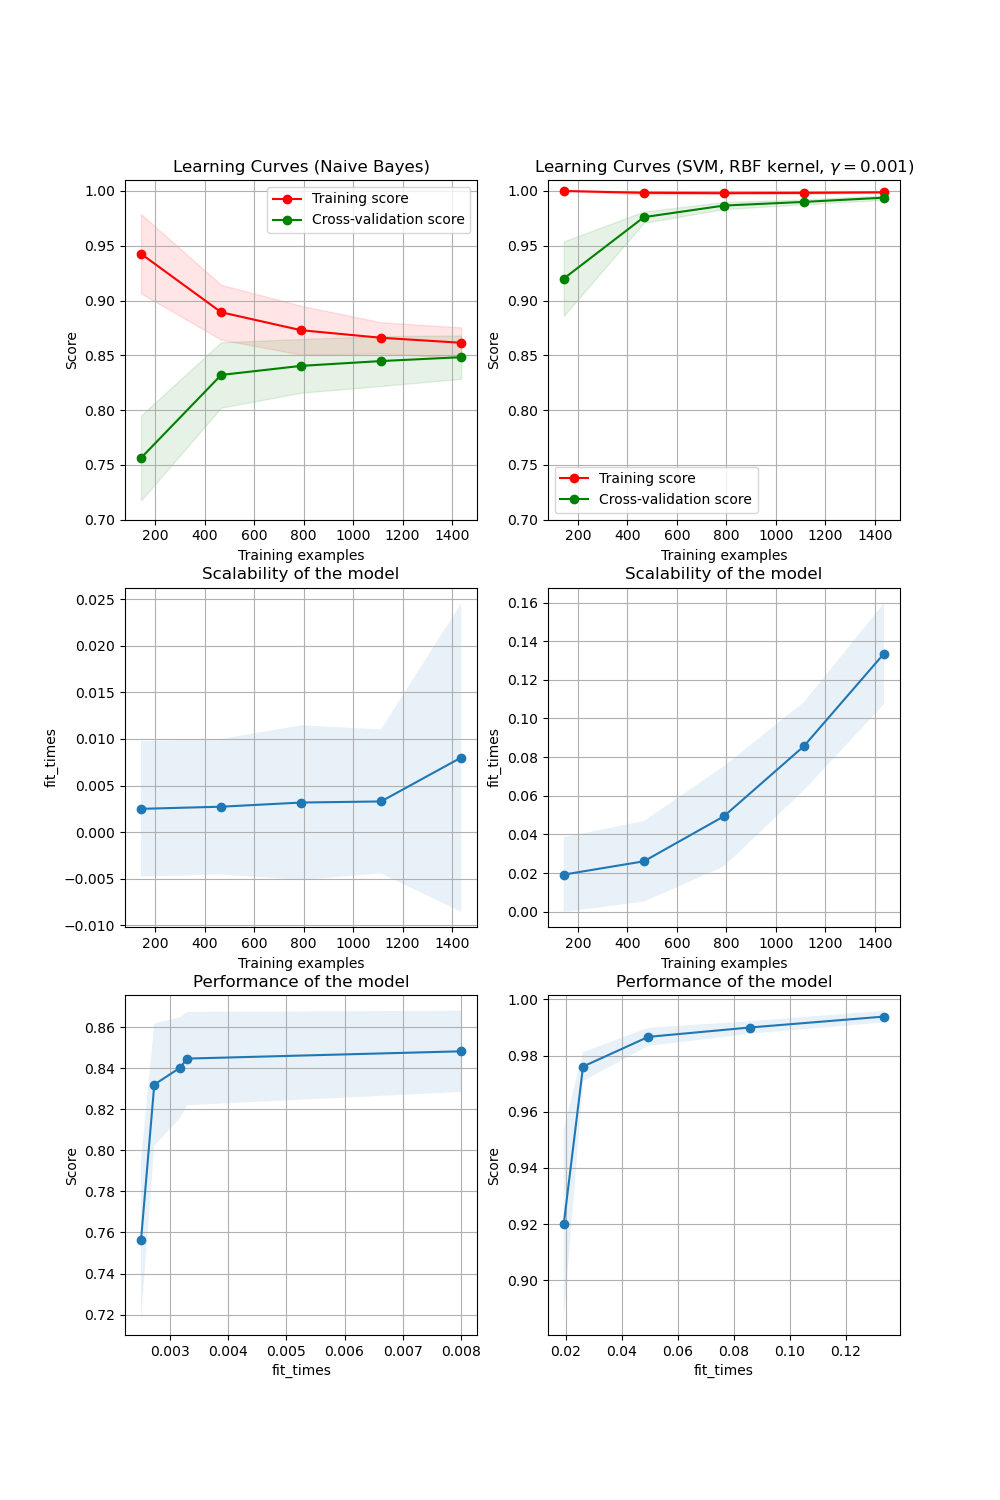 Learning Curves (Naive Bayes)
1.00
0.95
0.90
0.85
0.80
0.75
0.70
Score
Training score
Cross-validation score
200 400 600 800 1000 1200 1400
Training examples
Learning Curves (SVM, RBF kernel, γ = 0.001)
1.00
0.95
0.90
0.85
0.80
0.75
0.70
Score
Training score
Cross-validation score
200 400 600 800 1000 1200 1400
Training examples
Scalability of the model
0.025
0.020
0.015
0.010
0.005
0.000
−0.005
−0.010
fit_times
200 400 600 800 1000 1200 1400
Training examples
Scalability of the model
0.16
0.14
0.12
0.10
0.08
0.06
0.04
0.02
0.00
fit_times
200 400 600 800 1000 1200 1400
Training examples
Performance of the model
0.86
0.84
0.82
0.80
0.78
0.76
0.74
0.72
Score
0.003 0.004 0.005 0.006 0.007 0.008
fit_times
Performance of the model
1.00
0.98
0.96
0.94
0.92
0.90
Score
0.02 0.04 0.06 0.08 0.10 0.12
fit_times